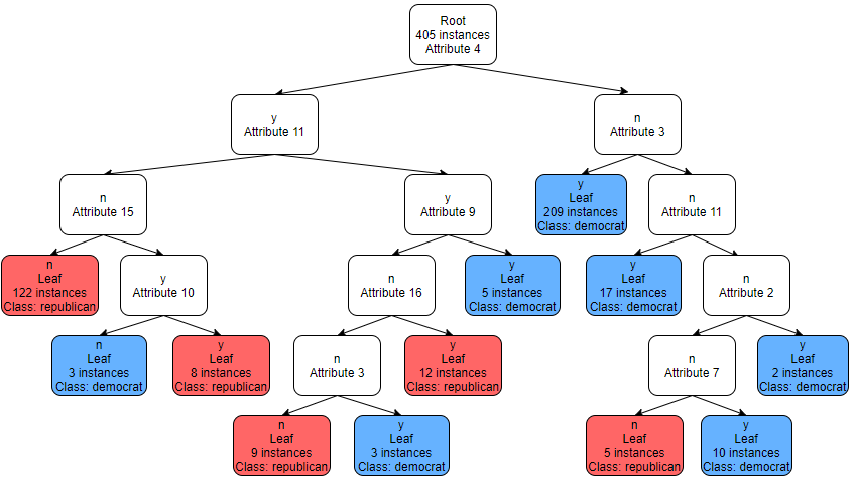 Root
405 instances
Attribute 4
y
Attribute 11
n
Attribute 3
n
Attribute 15
y
Attribute 9
y
Leaf
209 instances
Class: democrat
n
Attribute 11
n
Leaf
122 instances
Class: republican
y
Attribute 10
n
Attribute 16
y
Leaf
5 instances
Class: democrat
y
Leaf
17 instances
Class: democrat
n
Attribute 2
n
Leaf
3 instances
Class: democrat
y
Leaf
8 instances
Class: republican
n
Attribute 3
y
Leaf
12 instances
Class: republican
n
Attribute 7
y
Leaf
2 instances
Class: democrat
n
Leaf
9 instances
Class: republican
y
Leaf
3 instances
Class: democrat
n
Leaf
5 instances
Class: republican
y
Leaf
10 instances
Class: democrat